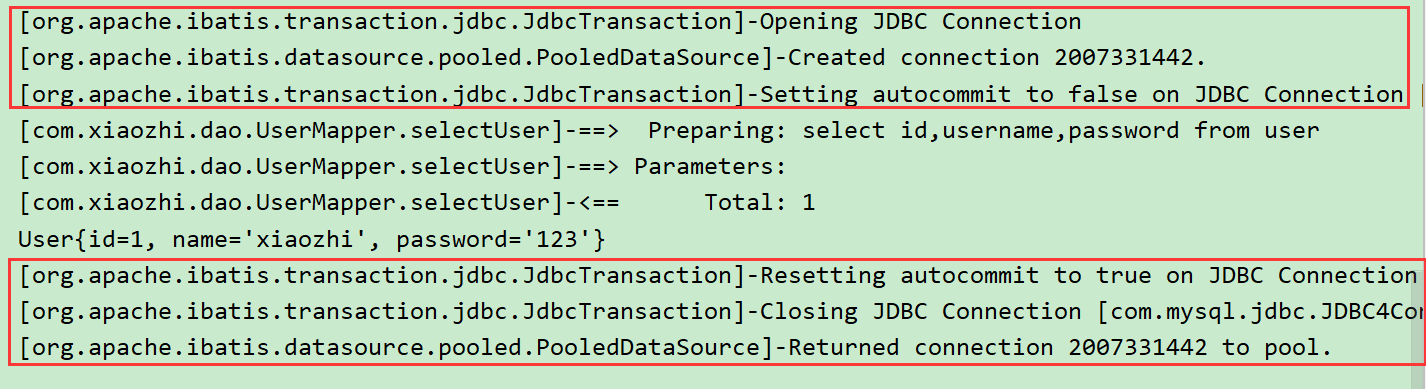 [org.apache.ibatis.transaction.jdbc.JdbcTransaction]-Opening JDBC Connection
[org.apache.ibatis.datasource.pooled.PooledDataSource]-Created connection 2007331442.
[org.apache.ibatis.transaction.jdbc.JdbcTransaction]-Setting autocommit to false on JDBC Connection
[com.xiaozhi.dao.UserMapper.selectUser]-==>  Preparing: select id,username,password from user
[com.xiaozhi.dao.UserMapper.selectUser]-==> Parameters:
[com.xiaozhi.dao.UserMapper.selectUser]-<==      Total: 1
User{id=1, name='xiaozhi', password='123'}
[org.apache.ibatis.transaction.jdbc.JdbcTransaction]-Resetting autocommit to true on JDBC Connection
[org.apache.ibatis.transaction.jdbc.JdbcTransaction]-Closing JDBC Connection [com.mysql.jdbc.JDBC4Con
[org.apache.ibatis.datasource.pooled.PooledDataSource]-Returned connection 2007331442 to pool.